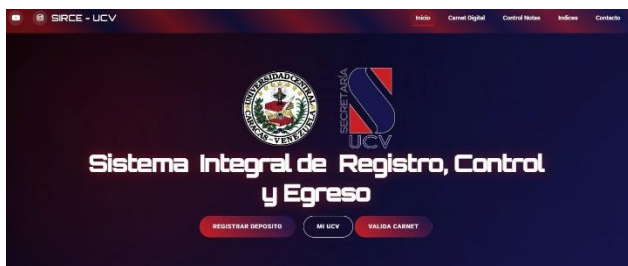 SIRCE - UCV
Inicio Carnet Digital Control Notas Indices Contacto
UNIVERSIDAD CENTRAL
CARACAS - VENEZUELA
SECRETARÍA
UCV
Sistema Integral de Registro, Control
y Egreso
REGISTRAR DEPOSITO MI UCV VALIDA CARNET